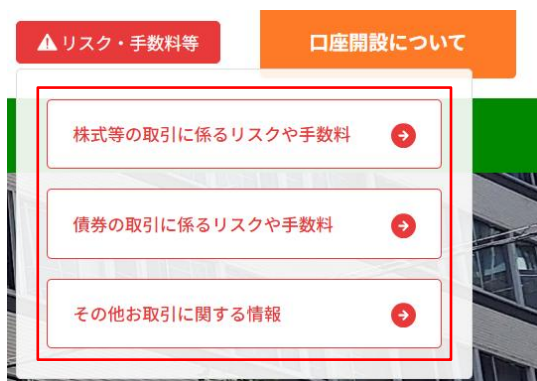 リスク・手数料等
口座開設について
株式等の取引に係るリスクや手数料
債券の取引に係るリスクや手数料
その他お取引に関する情報